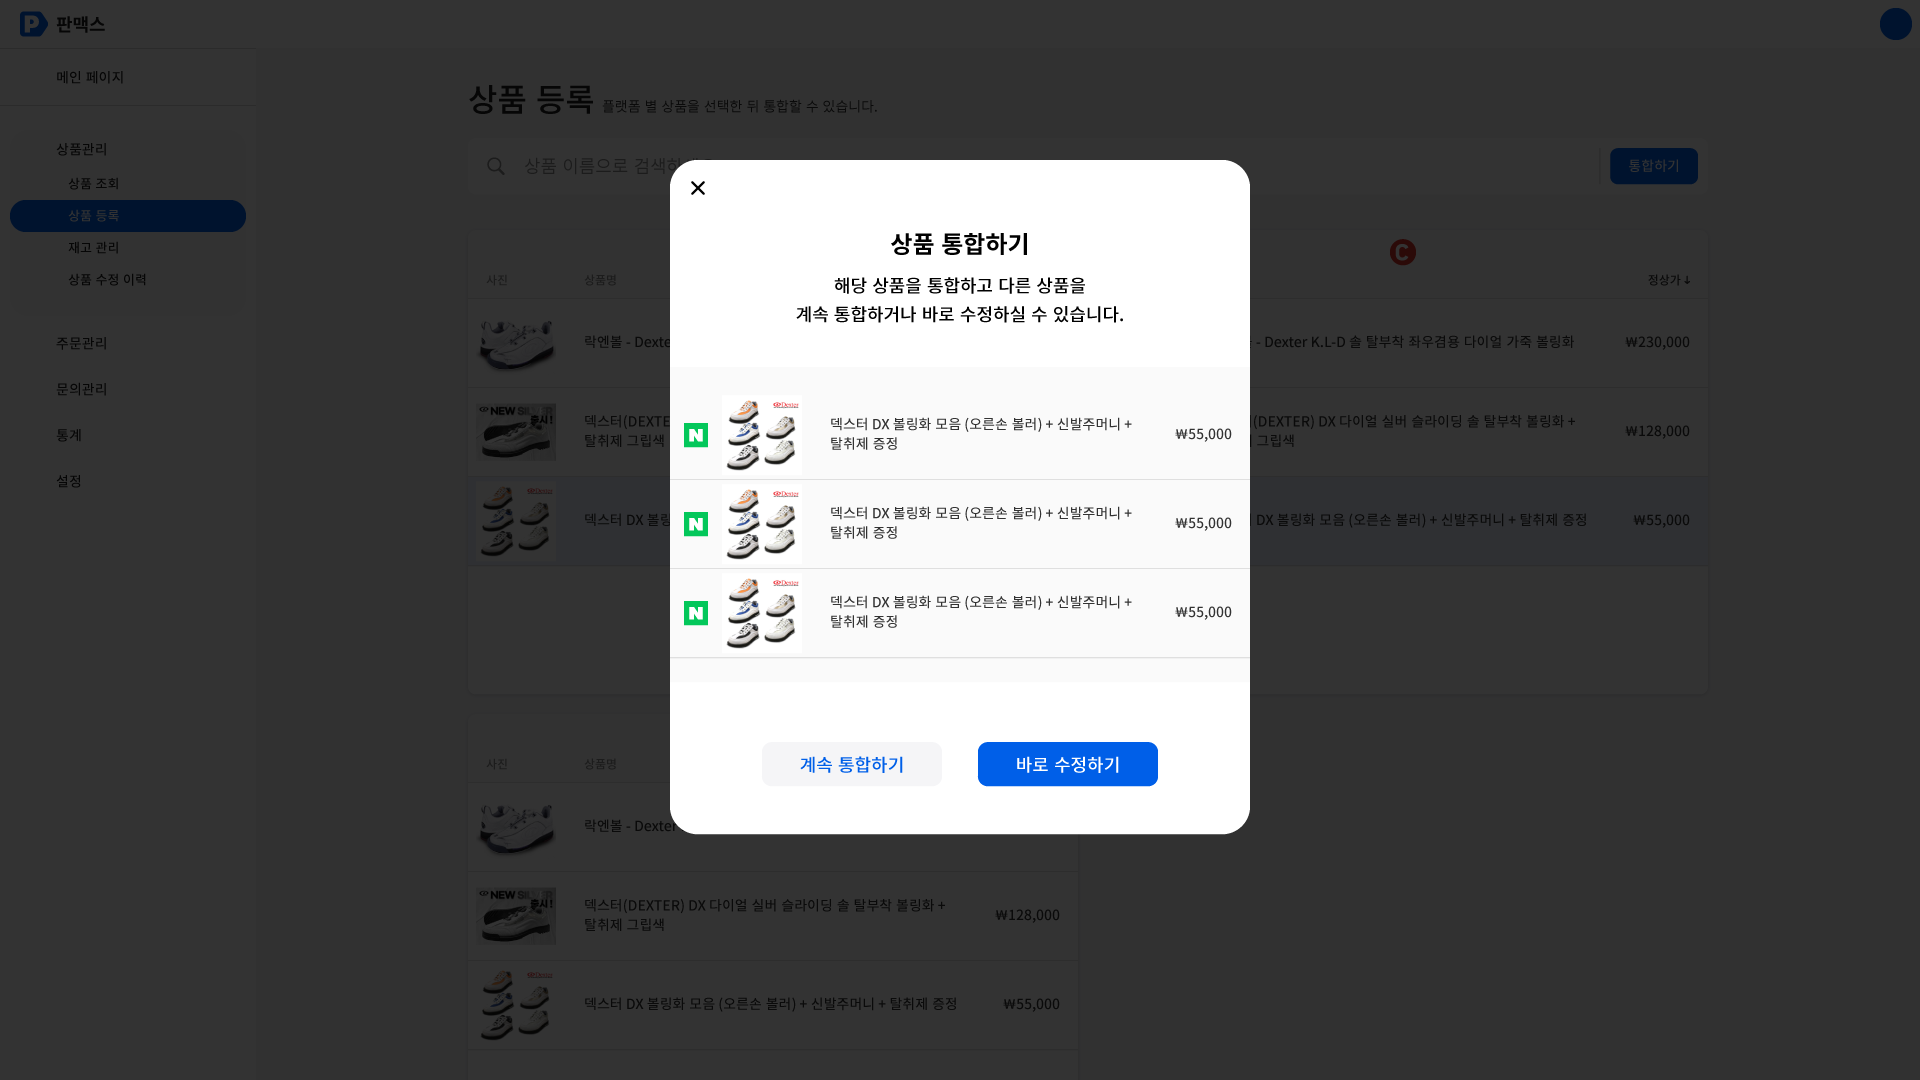 판맥스
메인 페이지
상품관리
상품 조회
상품 등록
재고 관리
상품 수정 이력
주문관리
문의관리
통계
설정
상품 등록 플랫폼 별 상품을 선택한 뒤 통합할 수 있습니다.
상품 이름으로 검색하
통합하기
상품 통합하기
해당 상품을 통합하고 다른 상품을
계속 통합하거나 바로 수정하실 수 있습니다.
N
덱스터 DX 볼링화 모음 (오른손 볼러) + 신발주머니 +
탈취제 증정
₩55,000
N
덱스터 DX 볼링화 모음 (오른손 볼러) + 신발주머니 +
탈취제 증정
₩55,000
N
덱스터 DX 볼링화 모음 (오른손 볼러) + 신발주머니 +
탈취제 증정
₩55,000
계속 통합하기
바로 수정하기
사진
상품명
락엔볼 - Dexte
NEW
출시!
덱스터(DEXTE
탈취제 그립색
덱스터 DX 볼링
C
정상가↓
- Dexter K.L-D 솔 탈부착 좌우겸용 다이얼 가죽 볼링화
₩230,000
(DEXTER) DX 다이얼 실버 슬라이딩 솔 탈부착 볼링화 +
그립색
₩128,000
DX 볼링화 모음 (오른손 볼러) + 신발주머니 + 탈취제 증정
₩55,000
사진
상품명
락엔볼 - Dexter
NEW
출시!
덱스터(DEXTER) DX 다이얼 실버 슬라이딩 솔 탈부착 볼링화 +
탈취제 그립색
₩128,000
덱스터 DX 볼링화 모음 (오른손 볼러) + 신발주머니 + 탈취제 증정
₩55,000